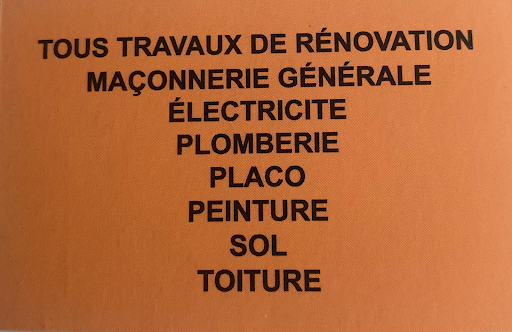 TOUS TRAVAUX DE RÉNOVATION
MAÇONNERIE GÉNÉRALE
ÉLECTRICITE
PLOMBERIE
PLACO
PEINTURE
SOL
TOITURE